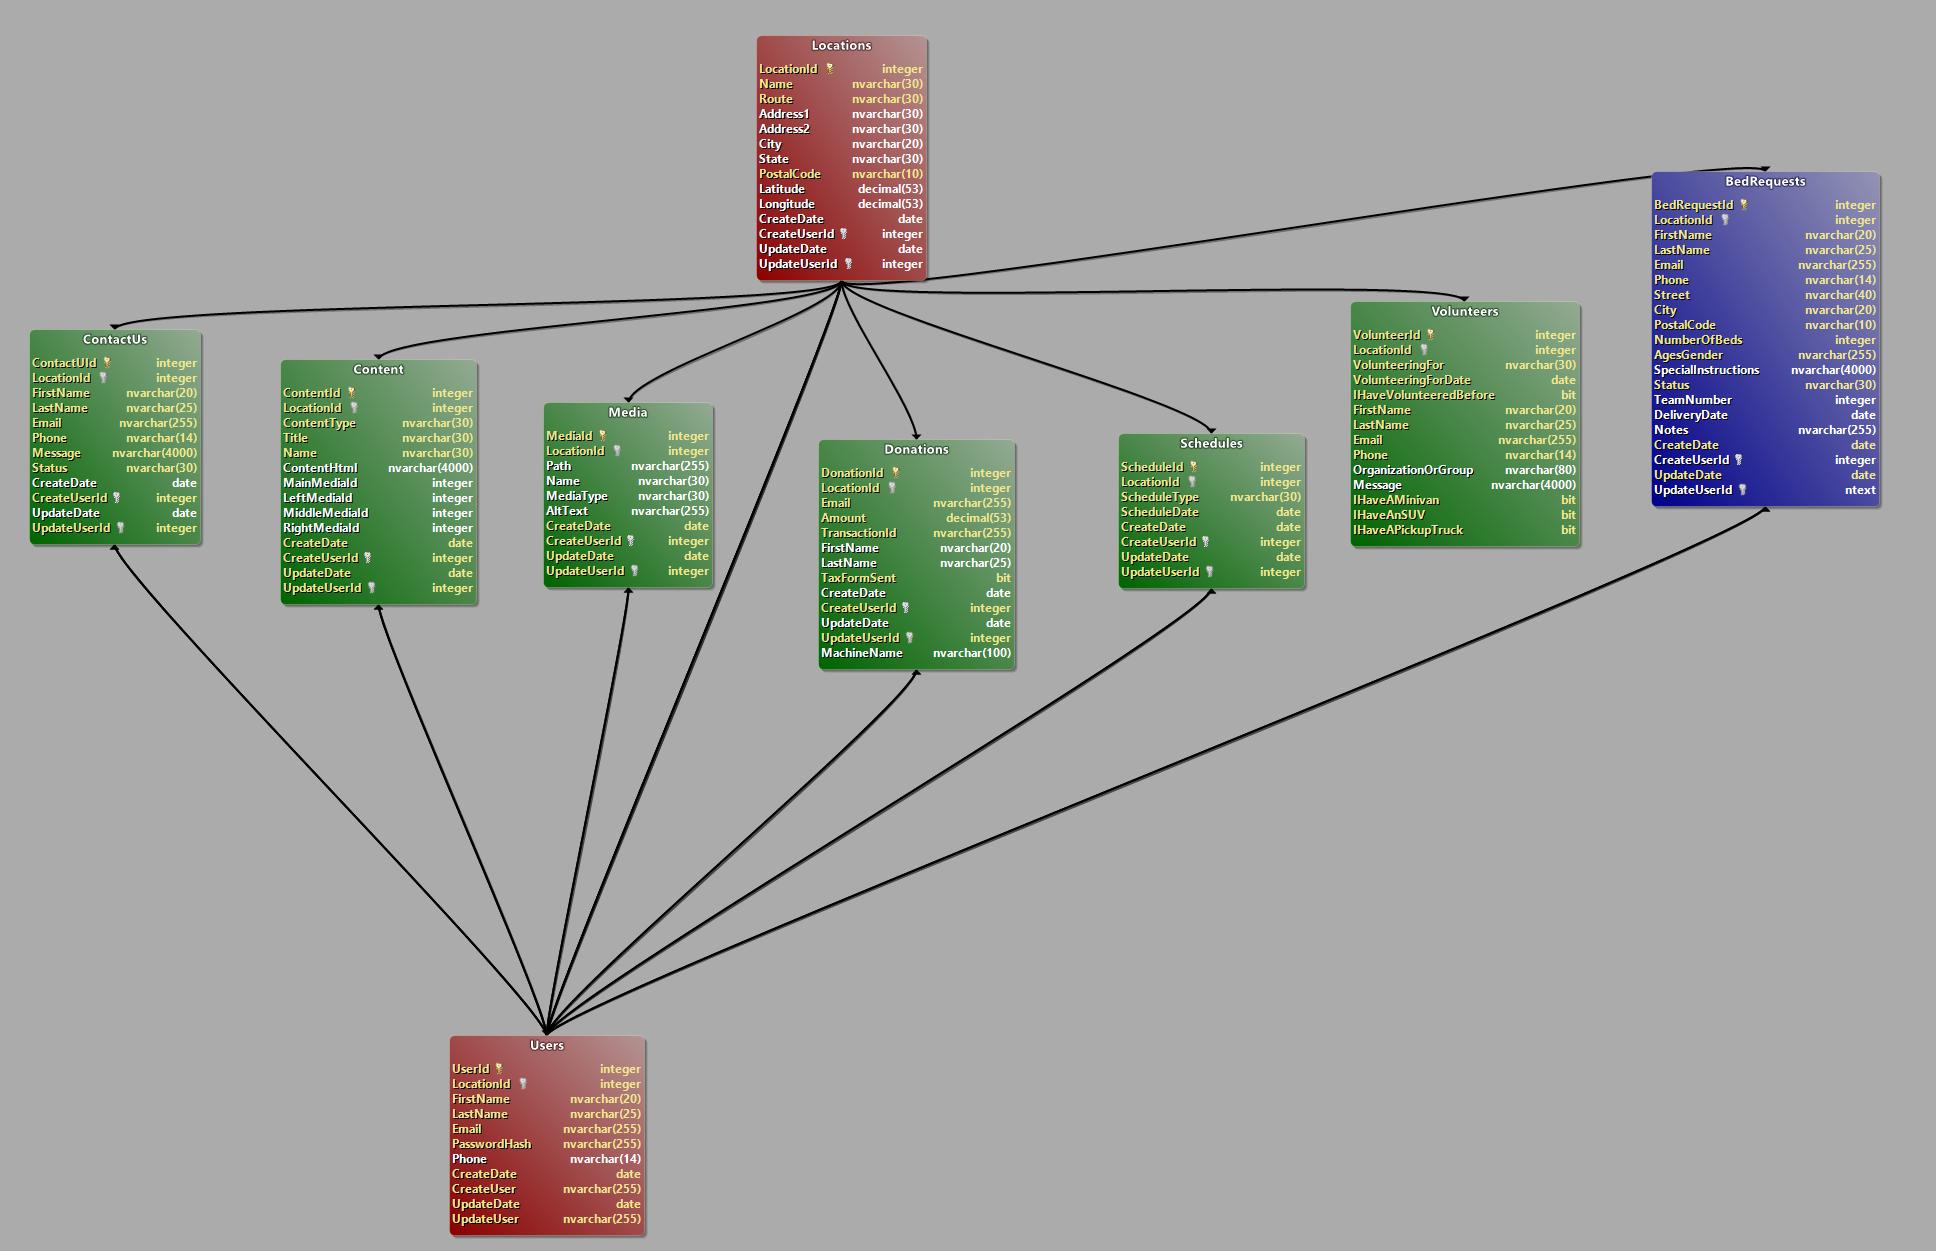 Locations
LocationId integer
Name nvarchar(30)
Route nvarchar(30)
Address1 nvarchar(30)
Address2 nvarchar(30)
City nvarchar(20)
State nvarchar(30)
PostalCode nvarchar(10)
Latitude decimal(53)
Longitude decimal(53)
CreateDate date
CreateUserId integer
UpdateDate date
UpdateUserId integer
BedRequests
BedRequestId integer
LocationId integer
FirstName nvarchar(20)
LastName nvarchar(25)
Email nvarchar(255)
Phone nvarchar(14)
Street nvarchar(40)
City nvarchar(20)
PostalCode nvarchar(10)
NumberOfBeds integer
AgesGender nvarchar(255)
SpecialInstructions nvarchar(4000)
Status nvarchar(30)
TeamNumber integer
DeliveryDate date
Notes nvarchar(255)
CreateDate date
CreateUserId integer
UpdateDate date
UpdateUserId ntext
Volunteers
VolunteerId integer
LocationId integer
VolunteeringFor nvarchar(30)
VolunteeringForDate date
IHaveVolunteeredBefore bit
FirstName nvarchar(20)
LastName nvarchar(25)
Email nvarchar(255)
Phone nvarchar(14)
OrganizationOrGroup nvarchar(80)
Message nvarchar(4000)
IHaveAMinivan bit
IHaveAnSUV bit
IHaveAPickupTruck bit
ContactUs
ContactUId integer
LocationId integer
FirstName nvarchar(20)
LastName nvarchar(25)
Email nvarchar(255)
Phone nvarchar(14)
Message nvarchar(4000)
Status nvarchar(30)
CreateDate date
CreateUserId integer
UpdateDate date
UpdateUserId integer
Content
ContentId integer
LocationId integer
ContentType nvarchar(30)
Title nvarchar(30)
Name nvarchar(30)
ContentHtml nvarchar(4000)
MainMediaId integer
LeftMediaId integer
MiddleMediaId integer
RightMediaId integer
CreateDate date
CreateUserId integer
UpdateDate date
UpdateUserId integer
Media
MediaId integer
LocationId integer
Path nvarchar(255)
Name nvarchar(30)
MediaType nvarchar(30)
AltText nvarchar(255)
CreateDate date
CreateUserId integer
UpdateDate date
UpdateUserId integer
Donations
DonationId integer
LocationId integer
Email nvarchar(255)
Amount decimal(53)
TransactionId nvarchar(255)
FirstName nvarchar(20)
LastName nvarchar(25)
TaxFormSent bit
CreateDate date
CreateUserId integer
UpdateDate date
UpdateUserId integer
MachineName nvarchar(100)
Schedules
ScheduleId integer
LocationId integer
ScheduleType nvarchar(30)
ScheduleDate date
CreateDate date
CreateUserId integer
UpdateDate date
UpdateUserId integer
Users
UserId integer
LocationId integer
FirstName nvarchar(20)
LastName nvarchar(25)
Email nvarchar(255)
PasswordHash nvarchar(255)
Phone nvarchar(14)
CreateDate date
CreateUser nvarchar(255)
UpdateDate date
UpdateUser nvarchar(255)